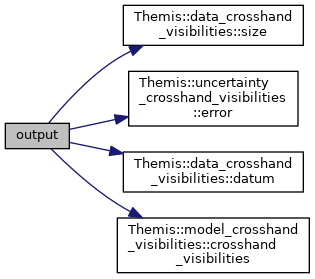 Themis::data_crosshand
_visibilities::size
Themis::uncertainty
_crosshand_visibilities
::error
output
Themis::data_crosshand
_visibilities::datum
Themis::model_crosshand
_visibilities::crosshand
_visibilities